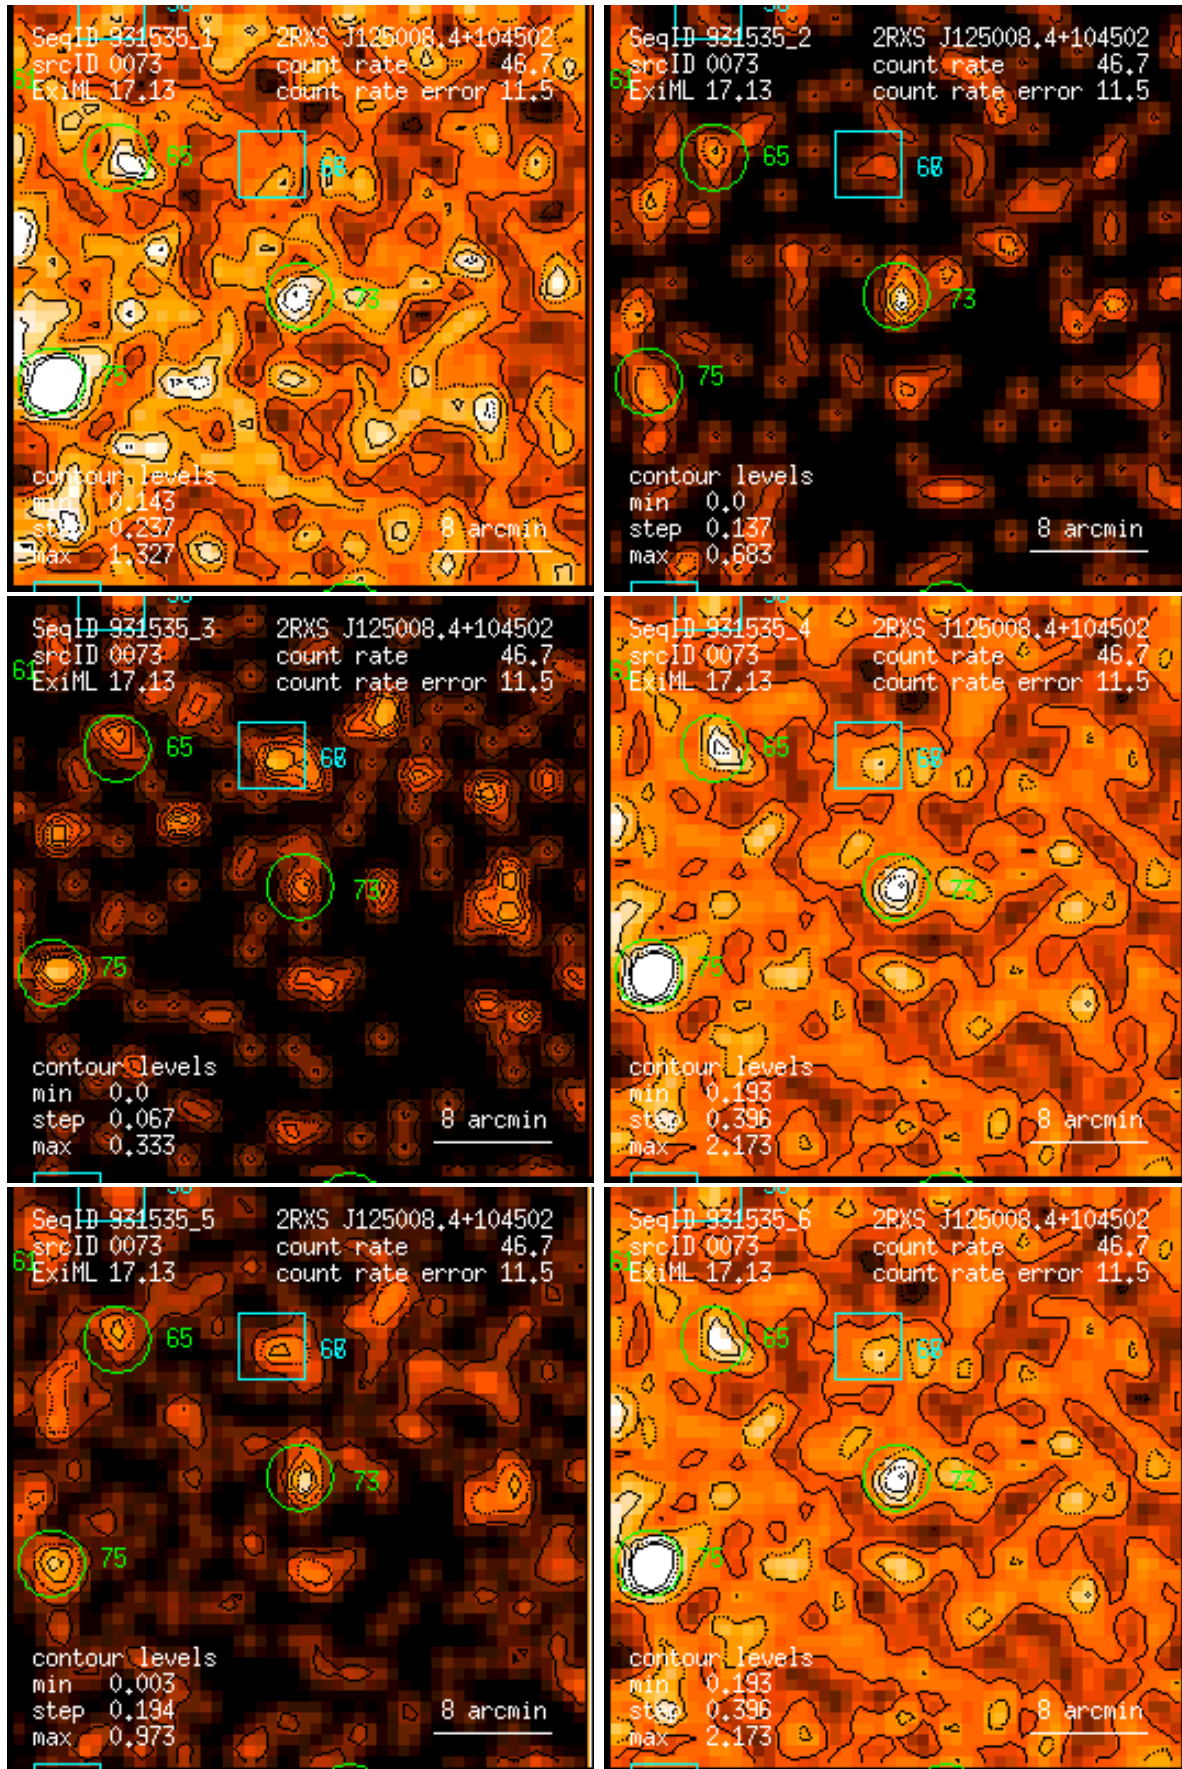 SeqID 931535_1 2RXS J125008.4+104502
srcID 0073 count rate 46.7
ExiML 17.13 count rate error 11.5
61
65
68
73
75
contour levels
min 0.143
step 0.237
max 1.327
8 arcmin
SeqID 931535_2 2RXS J125008.4+104502
srcID 0073 count rate 46.7
ExiML 17.13 count rate error 11.5
61
65
68
73
75
contour levels
min 0.0
step 0.137
max 0.683
8 arcmin
SeqID 931535_3 2RXS J125008.4+104502
srcID 0073 count rate 46.7
ExiML 17.13 count rate error 11.5
61
65
68
73
75
contour levels
min 0.0
step 0.067
max 0.333
8 arcmin
SeqID 931535_4 2RXS J125008.4+104502
srcID 0073 count rate 46.7
ExiML 17.13 count rate error 11.5
61
65
68
73
75
contour levels
min 0.193
step 0.396
max 2.173
8 arcmin
SeqID 931535_5 2RXS J125008.4+104502
srcID 0073 count rate 46.7
ExiML 17.13 count rate error 11.5
61
65
68
73
75
contour levels
min 0.003
step 0.194
max 0.973
8 arcmin
SeqID 931535_6 2RXS J125008.4+104502
srcID 0073 count rate 46.7
ExiML 17.13 count rate error 11.5
61
65
68
73
75
contour levels
min 0.193
step 0.396
max 2.173
8 arcmin